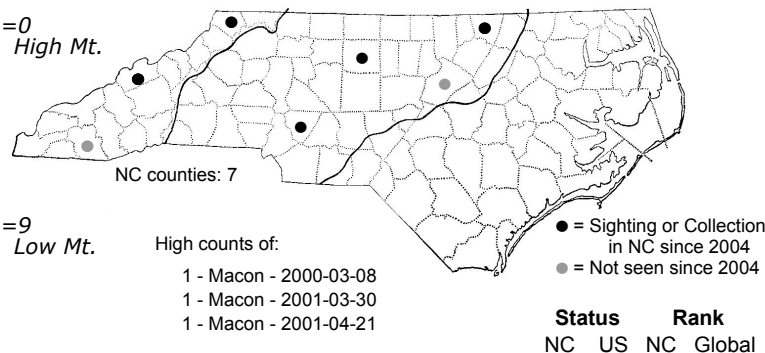 =0
High Mt.
NC counties: 7
=9
Low Mt.
High counts of:
1 - Macon - 2000-03-08
1 - Macon - 2001-03-30
1 - Macon - 2001-04-21
= Sighting or Collection
in NC since 2004
= Not seen since 2004
Status Rank
NC US NC Global